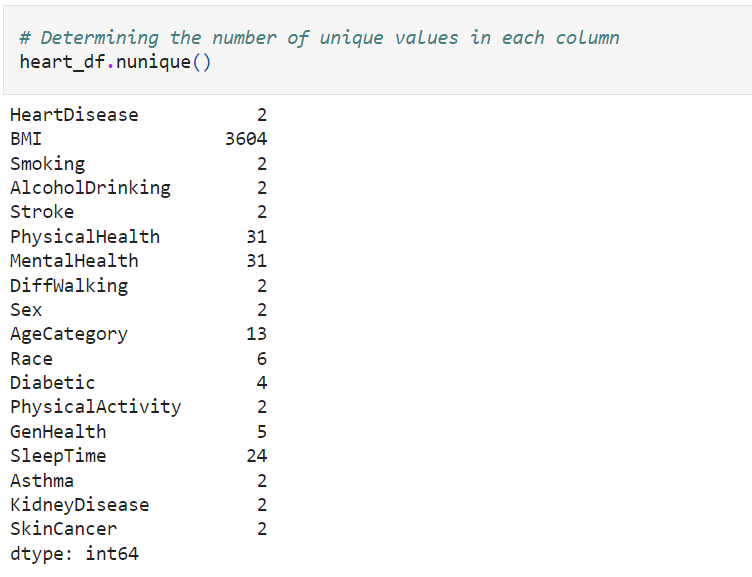 # Determining the number of unique values in each column
heart_df.nunique()
HeartDisease 2
BMI 3604
Smoking 2
AlcoholDrinking 2
Stroke 2
PhysicalHealth 31
MentalHealth 31
DiffWalking 2
Sex 2
AgeCategory 13
Race 6
Diabetic 4
PhysicalActivity 2
GenHealth 5
SleepTime 24
Asthma 2
KidneyDisease 2
SkinCancer 2
dtype: int64